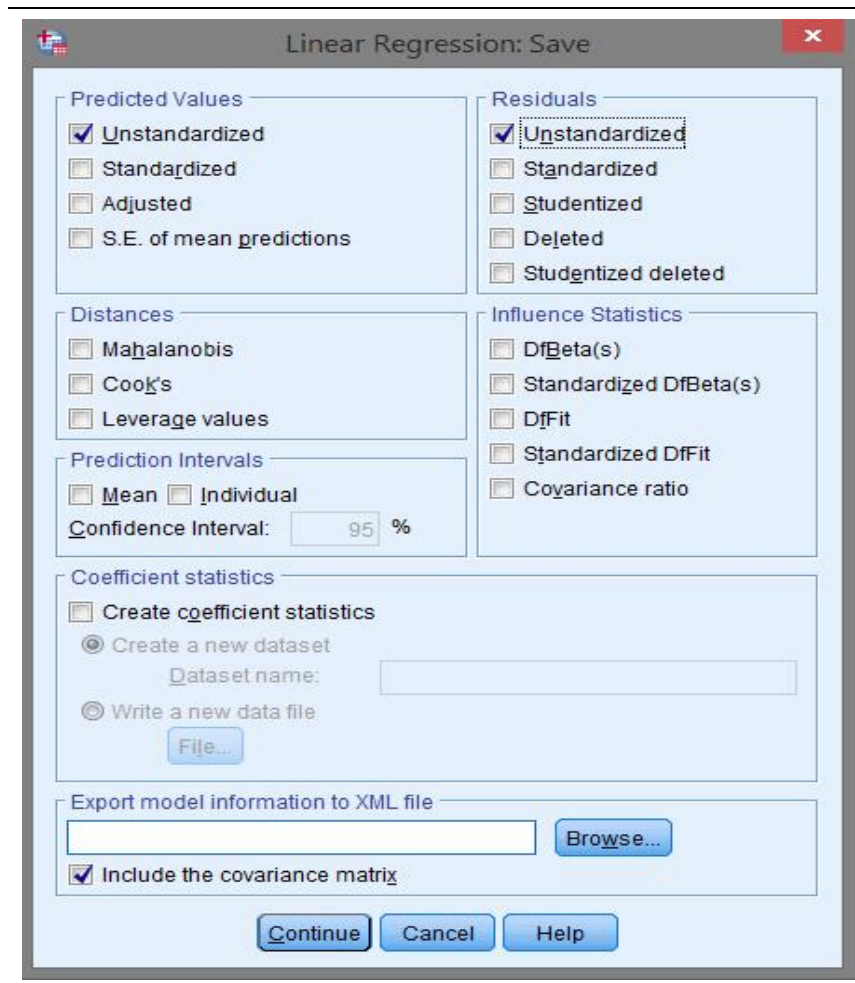 Linear Regression: Save
Predicted Values
Unstandardized
Standardized
Adjusted
S.E. of mean predictions
Residuals
Unstandardized
Standardized
Studentized
Deleted
Studentized deleted
Distances
Mahalanobis
Cook's
Leverage values
Influence Statistics
DfBeta(s)
Standardized DfBeta(s)
DfFit
Standardized DfFit
Covariance ratio
Prediction Intervals
Mean Individual
Confidence Interval: 95 %
Coefficient statistics
Create coefficient statistics
Create a new dataset
Dataset name:
Write a new data file
File...
Export model information to XML file
Browse...
Include the covariance matrix
Continue Cancel Help